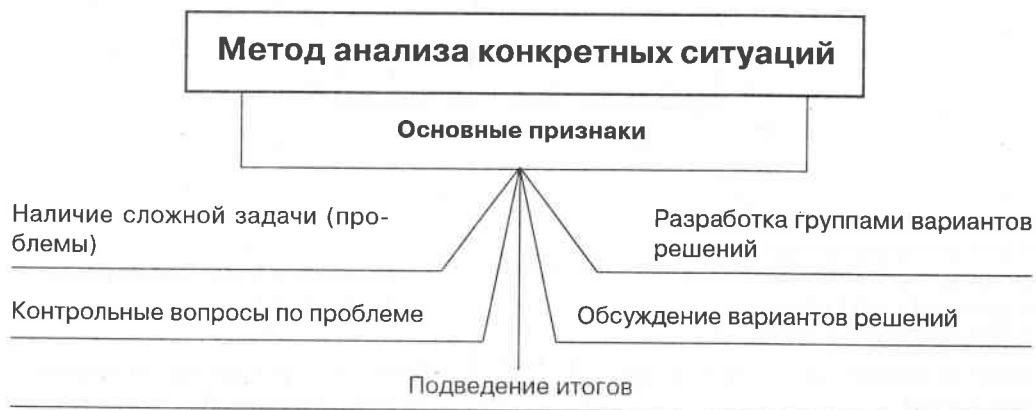 Метод анализа конкретных ситуаций
Основные признаки
Наличие сложной задачи (про-
блемы)
Разработка группами вариантов
решений
Контрольные вопросы по проблеме
Обсуждение вариантов решений
Подведение итогов